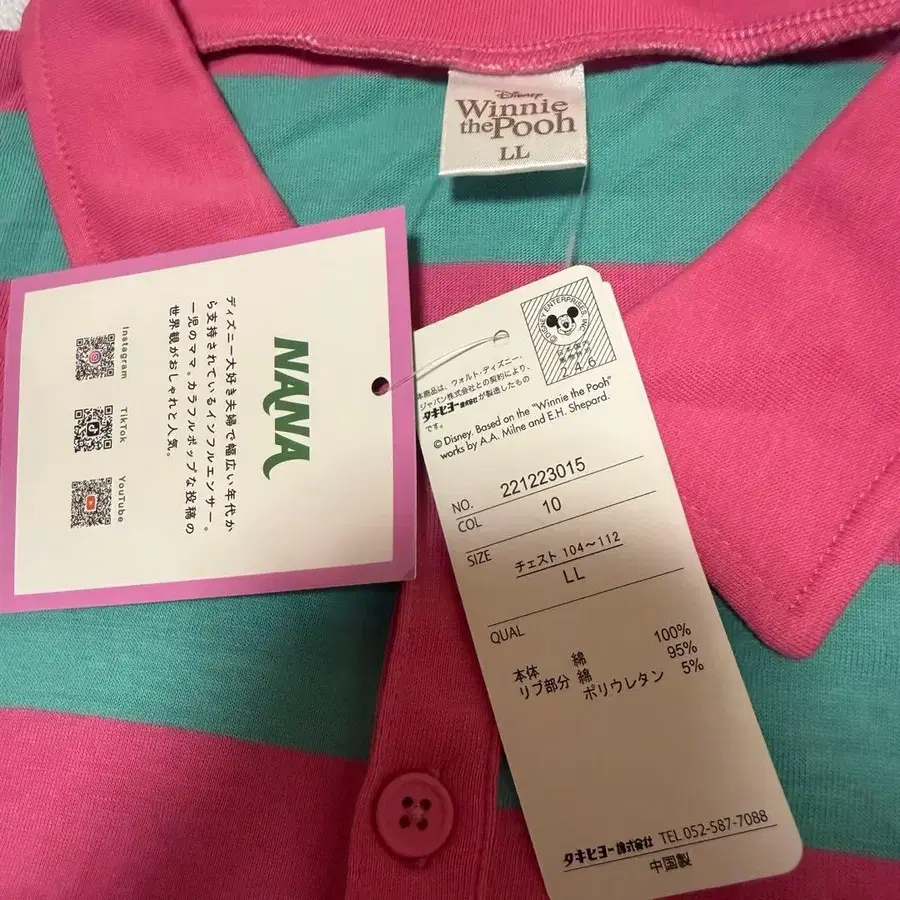 Disney
Winnie
the Pooh
LL
NANA
ディズニー大好き夫婦で幅広い年代か
ら支持されているインフルエンサー。
一児のママ。カラフルポップな投稿の
世界観がおしゃれと人気。
Instagram
TikTok
YouTube
© DISNEY ENTERPRISES, INC.
246
本商品は、ウォルト・ディズニー・
ジャパン株式会社との契約により、
タキヒヨー株式会社が製造したもの
です。
© Disney. Based on the "Winnie the Pooh"
works by A.A. Milne and E.H. Shepard.
NO. 221223015
COL 10
SIZE チェスト 104～112
LL
QUAL
本体 綿 100%
リブ部分 綿 95%
ポリウレタン 5%
タキヒヨー株式会社 TEL.052-587-7088
中国製